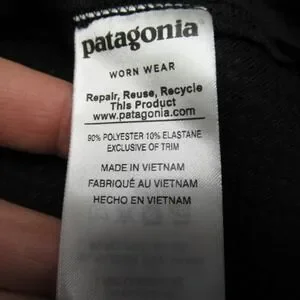 patagonia
WORN WEAR
Repair, Reuse, Recycle
This Product
www.patagonia.com
90% POLYESTER 10% ELASTANE
EXCLUSIVE OF TRIM
MADE IN VIETNAM
FABRIQUÉ AU VIETNAM
HECHO EN VIETNAM